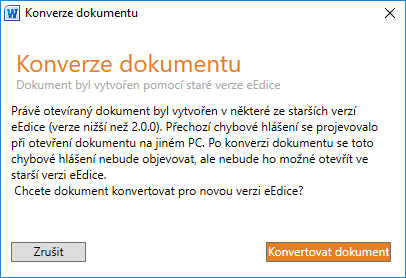 Konverze dokumentu
Konverze dokumentu
Dokument byl vytvořen pomocí staré verze eEdice
Právě otevíraný dokument byl vytvořen v některé ze starších verzí
eEdice (verze nižší než 2.0.0). Přechozí chybové hlášení se projevovalo
při otevření dokumentu na jiném PC. Po konverzi dokumentu se toto
chybové hlášení nebude objevovat, ale nebude ho možné otevřít ve
starší verzi eEdice.
Chcete dokument konvertovat pro novou verzi eEdice?
Zrušit
Konvertovat dokument